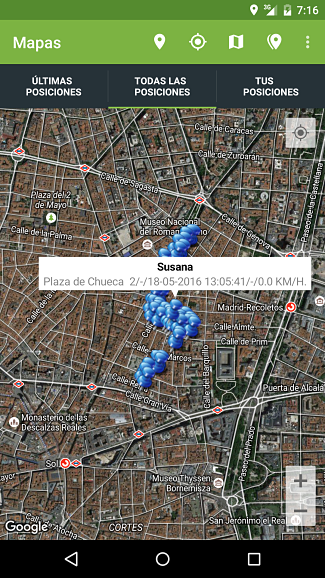 3G 7:16
Mapas
ÚLTIMAS
POSICIONES
TODAS LAS
POSICIONES
TUS
POSICIONES
Calle de Caracas
Calle de Zurbarán
Paseo de la Castellana
Calle de Sagasta
Plaza del 2
de Mayo
Museo Nacional
del Romanticismo
Calle de Génova
Calle de la Palma
Susana
Plaza de Chueca 2/-/18-05-2016 13:05:41/-/0.0 KM/H.
Madrid-Recoletos
Calle Almte
Calle de Prim
Marcos
Calle del Barquillo
Calle Reina
Calle Gran Vía
Puerta de Alcalá
Monasterio de las
Descalzas Reales
Paseo del Prado
Sol
Museo Thyssen-
Bornemisza
Google
CORTES
San Jerónimo el Real